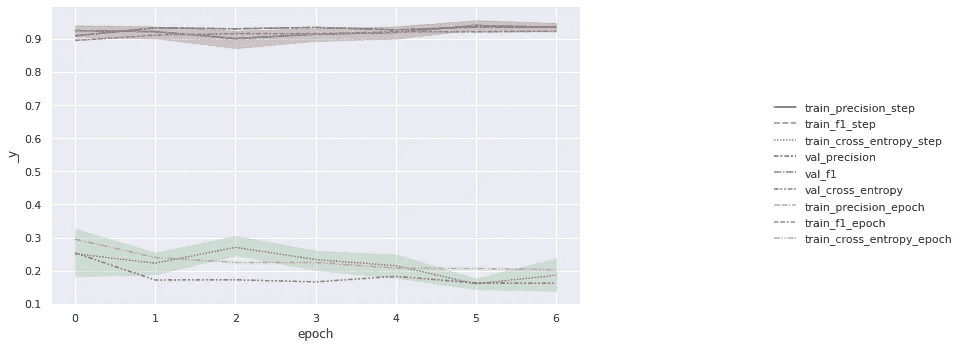 0.9
0.8
0.7
0.6
0.5
0.4
0.3
0.2
0.1
_y
0 1 2 3 4 5 6
epoch
train_precision_step
train_f1_step
train_cross_entropy_step
val_precision
val_f1
val_cross_entropy
train_precision_epoch
train_f1_epoch
train_cross_entropy_epoch